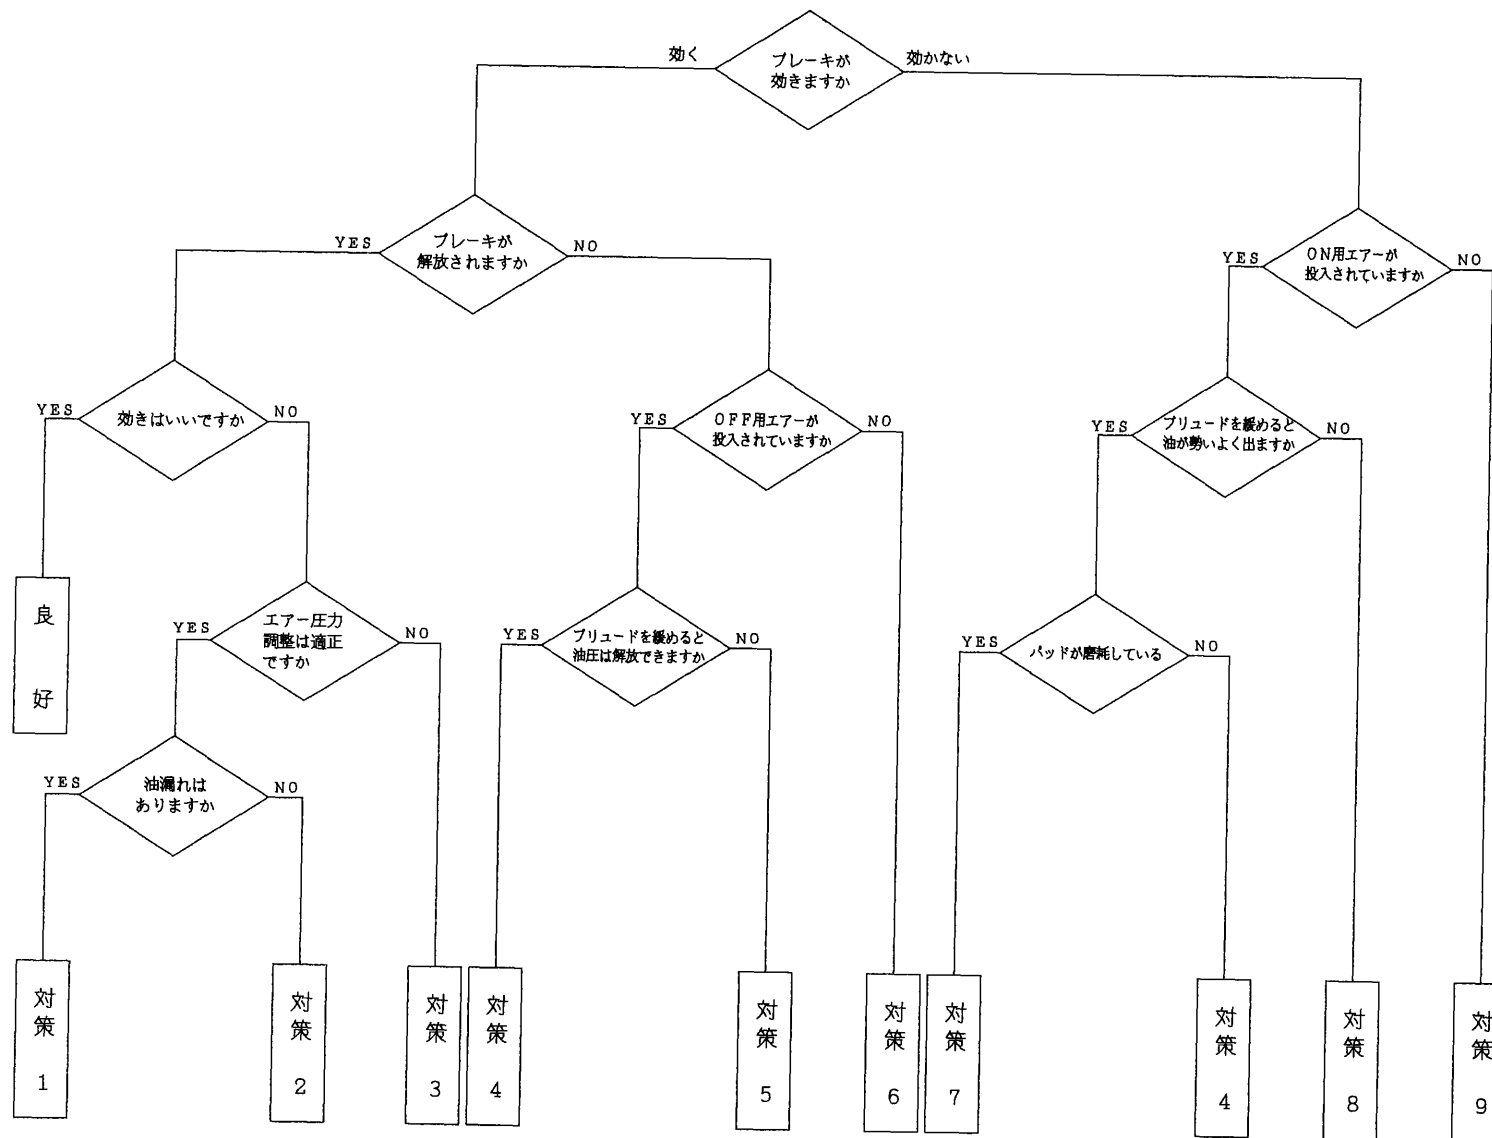 ブレーキが
効きますか
効く
効かない
ブレーキが
解放されますか
YES
NO
ON用エアーが
投入されていますか
YES
NO
効きはいいですか
YES
NO
OFF用エアーが
投入されていますか
YES
NO
ブリュードを緩めると
油が勢いよく出ますか
YES
NO
良好
エアー圧力
調整は適正
ですか
YES
NO
ブリュードを緩めると
油圧は解放できますか
YES
NO
パッドが磨耗している
YES
NO
油漏れは
ありますか
YES
NO
対策 1
対策 2
対策 3
対策 4
対策 5
対策 6
対策 7
対策 4
対策 8
対策 9